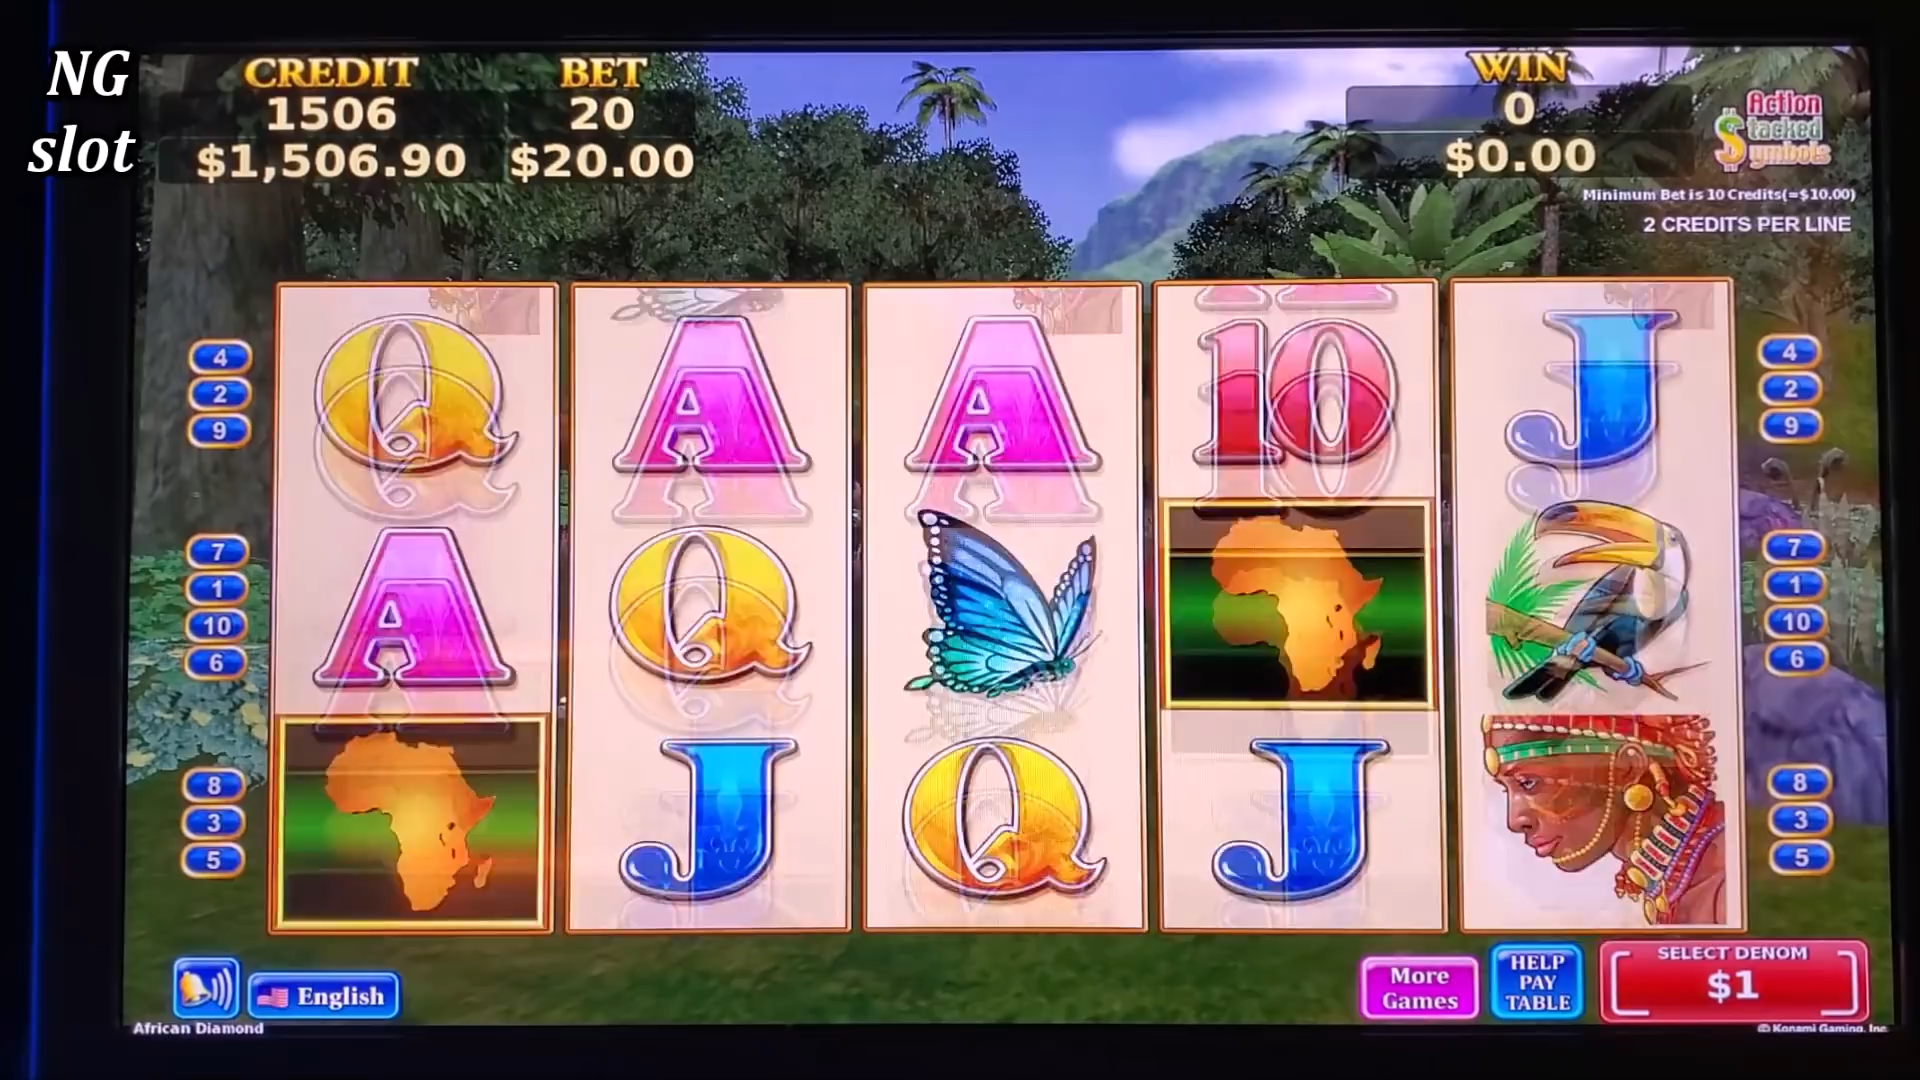 NG
slot
CREDIT
1506
$1,506.90
BET
20
$20.00
WIN
0
$0.00
Action
$tacked
$ymbols
Minimum Bet is 10 Credits(=$10.00)
2 CREDITS PER LINE
4
2
9
7
1
10
6
8
3
5
Q
A
A
10
J
A
Q
J
Q
J
4
2
9
7
1
10
6
8
3
5
English
African Diamond
More
Games
HELP
PAY
TABLE
SELECT DENOM
$1
© Konami Gaming, Inc.